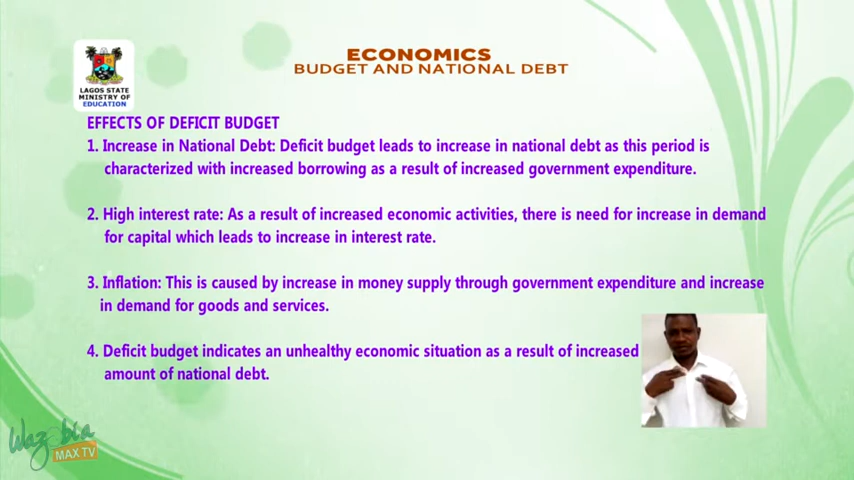 LAGOS STATE
MINISTRY OF
EDUCATION
ECONOMICS
BUDGET AND NATIONAL DEBT
EFFECTS OF DEFICIT BUDGET
1. Increase in National Debt: Deficit budget leads to increase in national debt as this period is
characterized with increased borrowing as a result of increased government expenditure.
2. High interest rate: As a result of increased economic activities, there is need for increase in demand
for capital which leads to increase in interest rate.
3. Inflation: This is caused by increase in money supply through government expenditure and increase
in demand for goods and services.
4. Deficit budget indicates an unhealthy economic situation as a result of increased
amount of national debt.
Wazobia
MAX TV